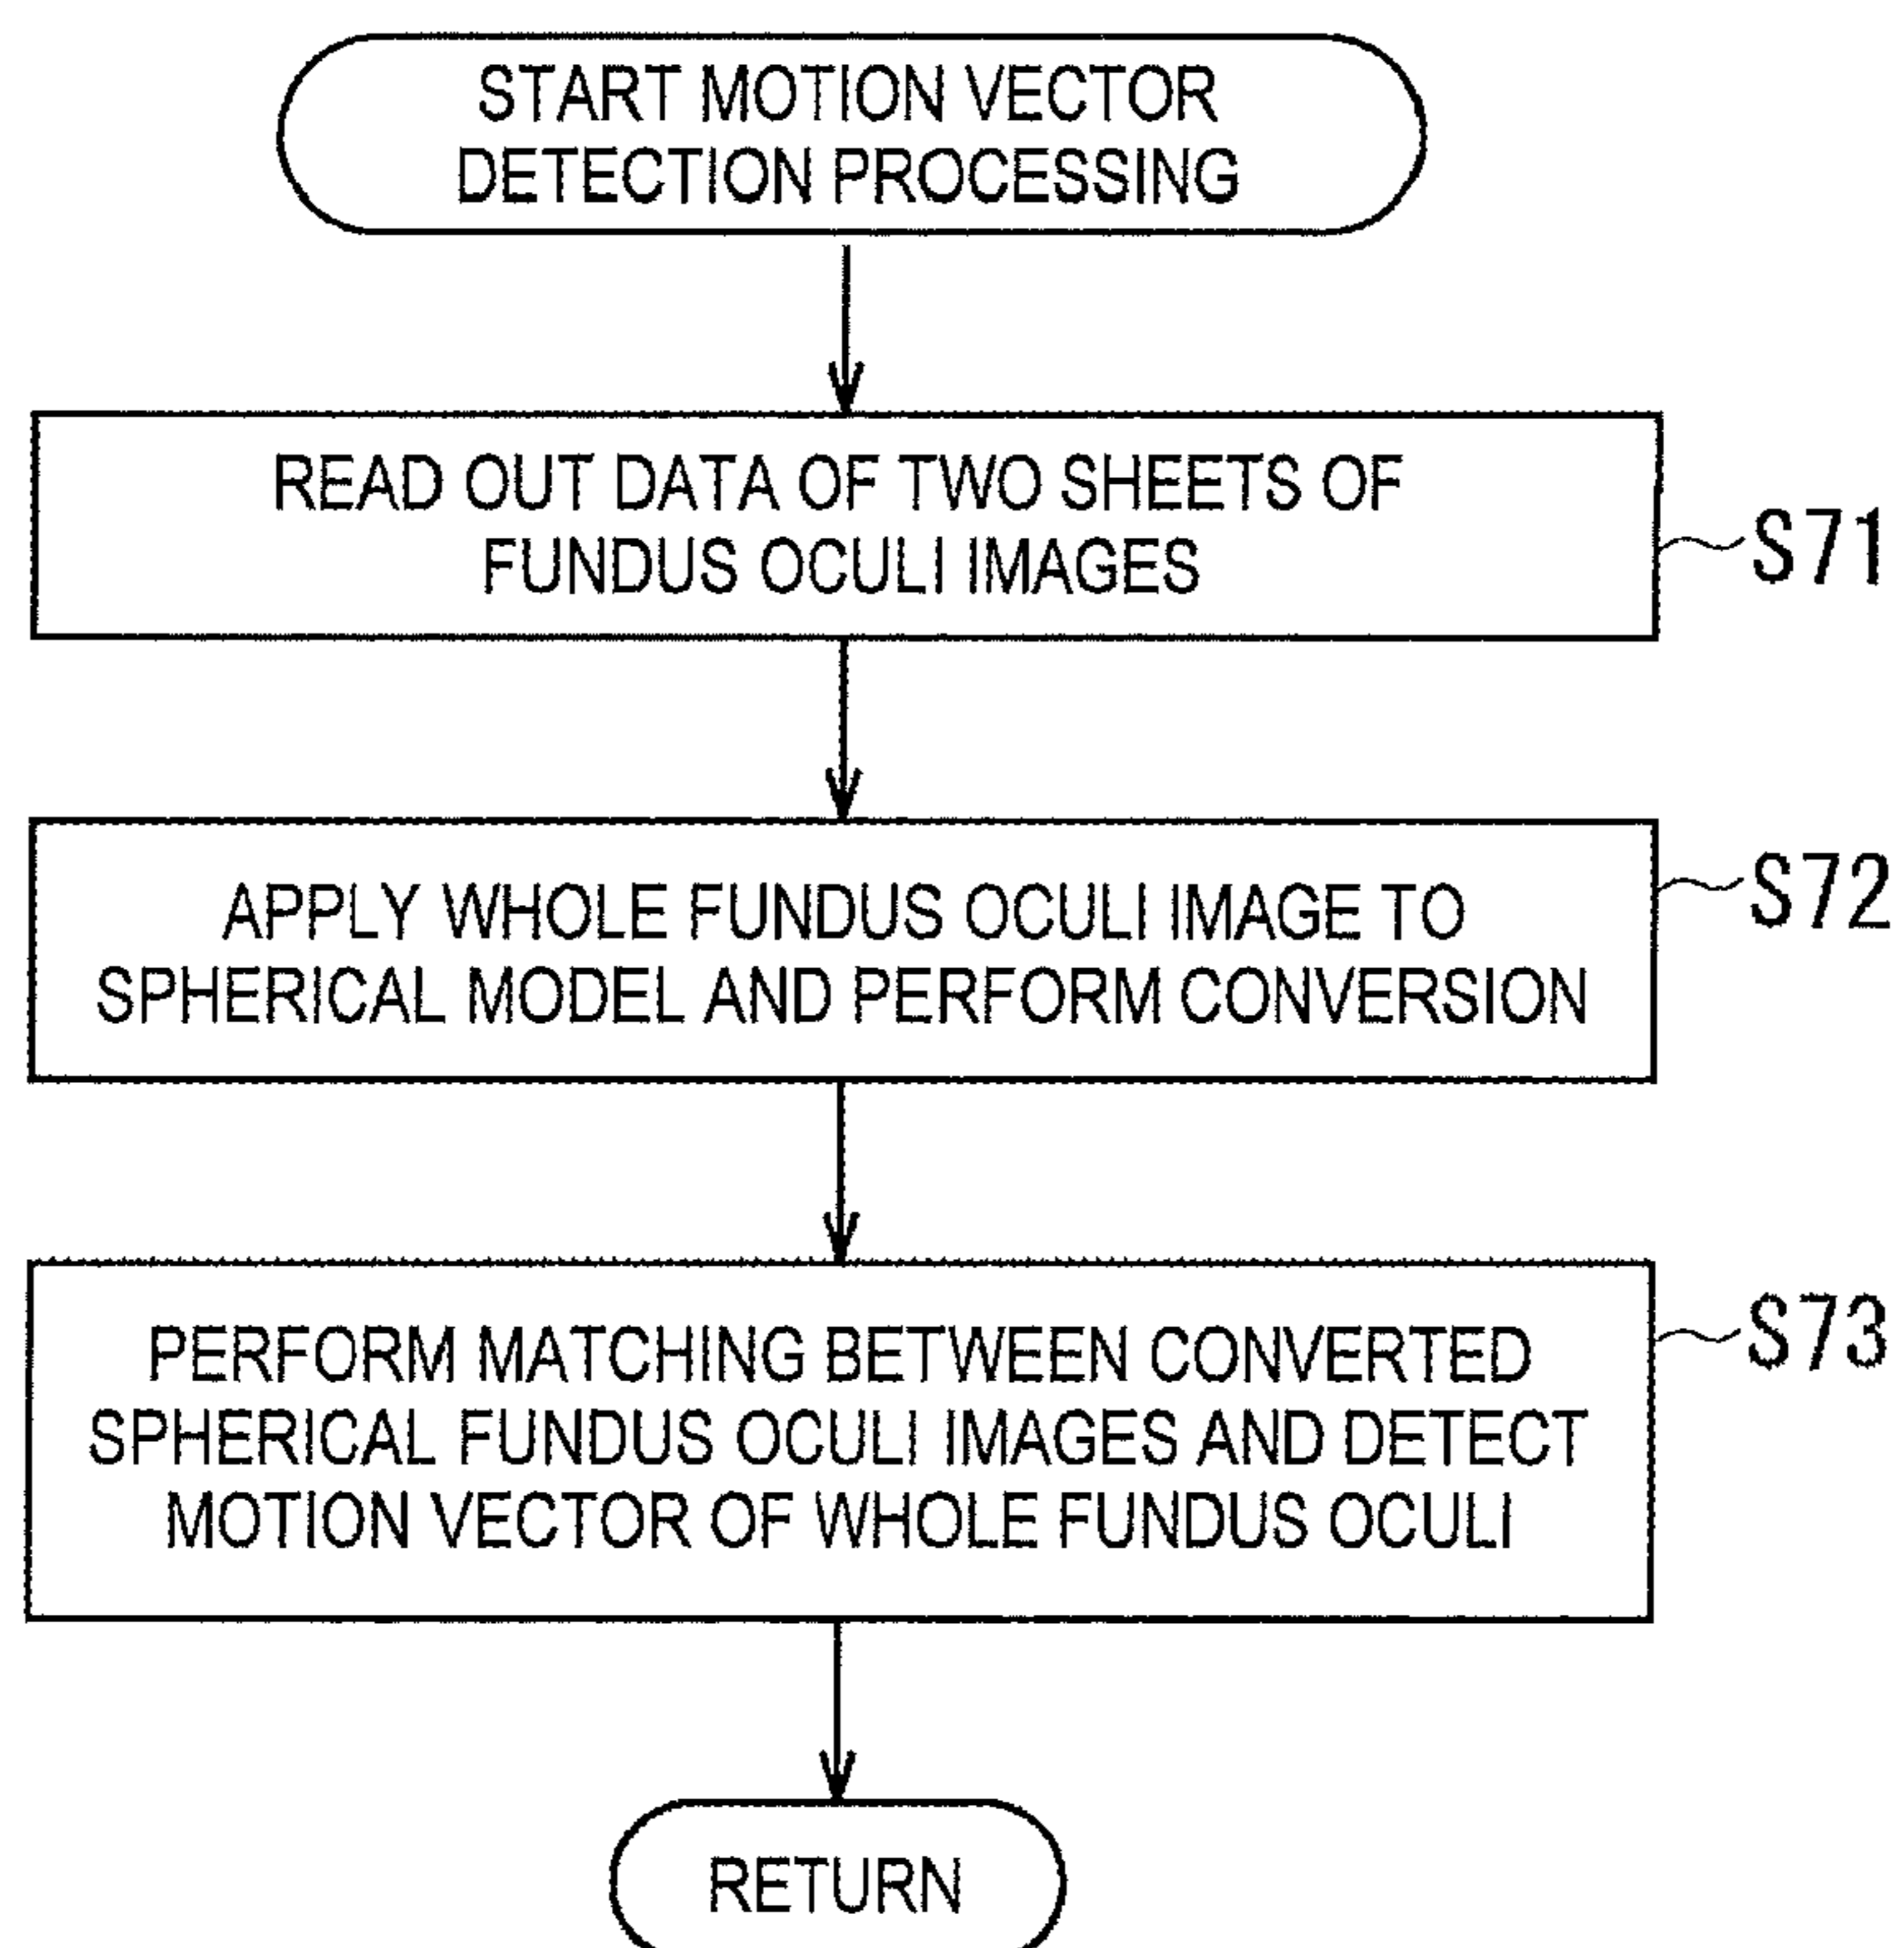 START MOTION VECTOR
DETECTION PROCESSING
READ OUT DATA OF TWO SHEETS OF
FUNDUS OCULI IMAGES
S71
APPLY WHOLE FUNDUS OCULI IMAGE TO
SPHERICAL MODEL AND PERFORM CONVERSION
S72
PERFORM MATCHING BETWEEN CONVERTED
SPHERICAL FUNDUS OCULI IMAGES AND DETECT
MOTION VECTOR OF WHOLE FUNDUS OCULI
S73
RETURN